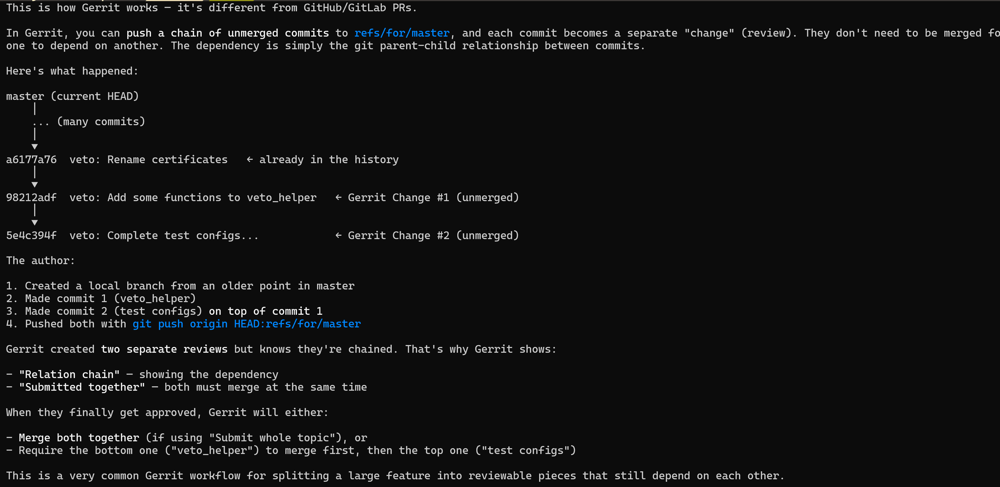 This is how Gerrit works — it's different from GitHub/GitLab PRs.
In Gerrit, you can push a chain of unmerged commits to refs/for/master, and each commit becomes a separate "change" (review). They don't need to be merged fo
one to depend on another. The dependency is simply the git parent-child relationship between commits.
Here's what happened:
master (current HEAD)
│
... (many commits)
│
▼
a6177a76  veto: Rename certificates   ← already in the history
│
▼
98212adf  veto: Add some functions to veto_helper   ← Gerrit Change #1 (unmerged)
│
▼
5e4c394f  veto: Complete test configs...            ← Gerrit Change #2 (unmerged)
The author:
1. Created a local branch from an older point in master
2. Made commit 1 (veto_helper)
3. Made commit 2 (test configs) on top of commit 1
4. Pushed both with git push origin HEAD:refs/for/master
Gerrit created two separate reviews but knows they're chained. That's why Gerrit shows:
- "Relation chain" — showing the dependency
- "Submitted together" — both must merge at the same time
When they finally get approved, Gerrit will either:
- Merge both together (if using "Submit whole topic"), or
- Require the bottom one ("veto_helper") to merge first, then the top one ("test configs")
This is a very common Gerrit workflow for splitting a large feature into reviewable pieces that still depend on each other.